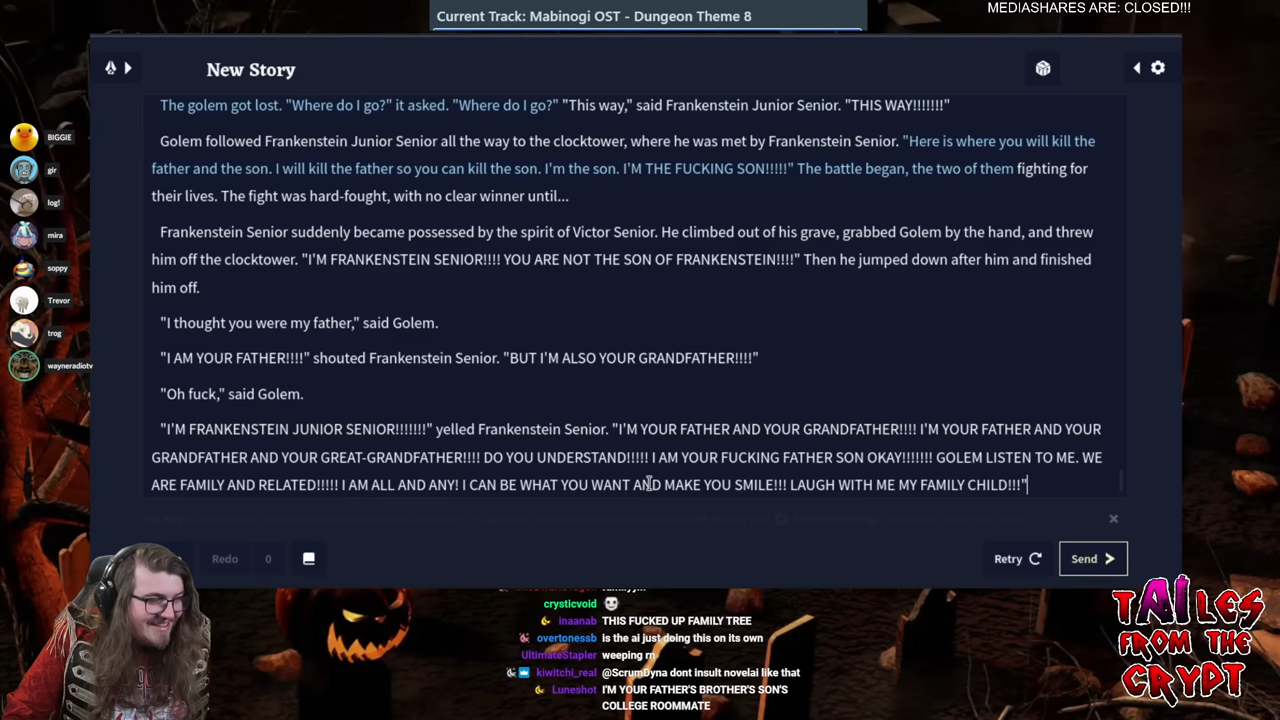 Current Track: Mabinogi OST - Dungeon Theme 8
MEDIASHARES ARE: CLOSED!!!
New Story
The golem got lost. "Where do I go?" it asked. "Where do I go?" "This way," said Frankenstein Junior Senior. "THIS WAY!!!!!!!"
Golem followed Frankenstein Junior Senior all the way to the clocktower, where he was met by Frankenstein Senior. "Here is where you will kill the
father and the son. I will kill the father so you can kill the son. I'm the son. I'M THE FUCKING SON!!!!!" The battle began, the two of them fighting for
their lives. The fight was hard-fought, with no clear winner until...
Frankenstein Senior suddenly became possessed by the spirit of Victor Senior. He climbed out of his grave, grabbed Golem by the hand, and threw
him off the clocktower. "I'M FRANKENSTEIN SENIOR!!!! YOU ARE NOT THE SON OF FRANKENSTEIN!!!!" Then he jumped down after him and finished
him off.
"I thought you were my father," said Golem.
"I AM YOUR FATHER!!!!" shouted Frankenstein Senior. "BUT I'M ALSO YOUR GRANDFATHER!!!!"
"Oh fuck," said Golem.
"I'M FRANKENSTEIN JUNIOR SENIOR!!!!!!!" yelled Frankenstein Senior. "I'M YOUR FATHER AND YOUR GRANDFATHER!!!! I'M YOUR FATHER AND YOUR
GRANDFATHER AND YOUR GREAT-GRANDFATHER!!!! DO YOU UNDERSTAND!!!!! I AM YOUR FUCKING FATHER SON OKAY!!!!!!! GOLEM LISTEN TO ME. WE
ARE FAMILY AND RELATED!!!!! I AM ALL AND ANY! I CAN BE WHAT YOU WANT AND MAKE YOU SMILE!!! LAUGH WITH ME MY FAMILY CHILD!!!"
BIGGIE
gir
log!
mira
soppy
Trevor
trog
wayneradiotv
Redo 0
Retry
Send
crysticvoid
inaanab THIS FUCKED UP FAMILY TREE
overtonessb is the ai just doing this on its own
UltimateStapler weeping rn
kiwitchi_real @ScrumDyna dont insult novelai like that
Luneshot I'M YOUR FATHER'S BROTHER'S SON'S
COLLEGE ROOMMATE
TAILES
FROM THE
CRYPT